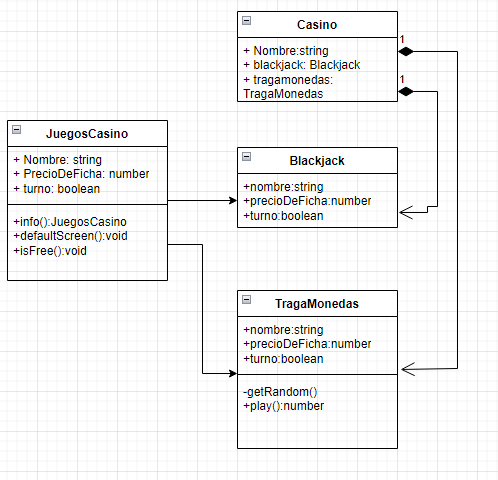 Casino
+ Nombre:string
+ blackjack: Blackjack
+ tragamonedas:
TragaMonedas
1
1
JuegosCasino
+ Nombre: string
+ PrecioDeFicha: number
+ turno: boolean
+info():JuegosCasino
+defaultScreen():void
+isFree():void
Blackjack
+nombre:string
+precioDeFicha:number
+turno:boolean
TragaMonedas
+nombre:string
+precioDeFicha:number
+turno:boolean
-getRandom()
+play():number